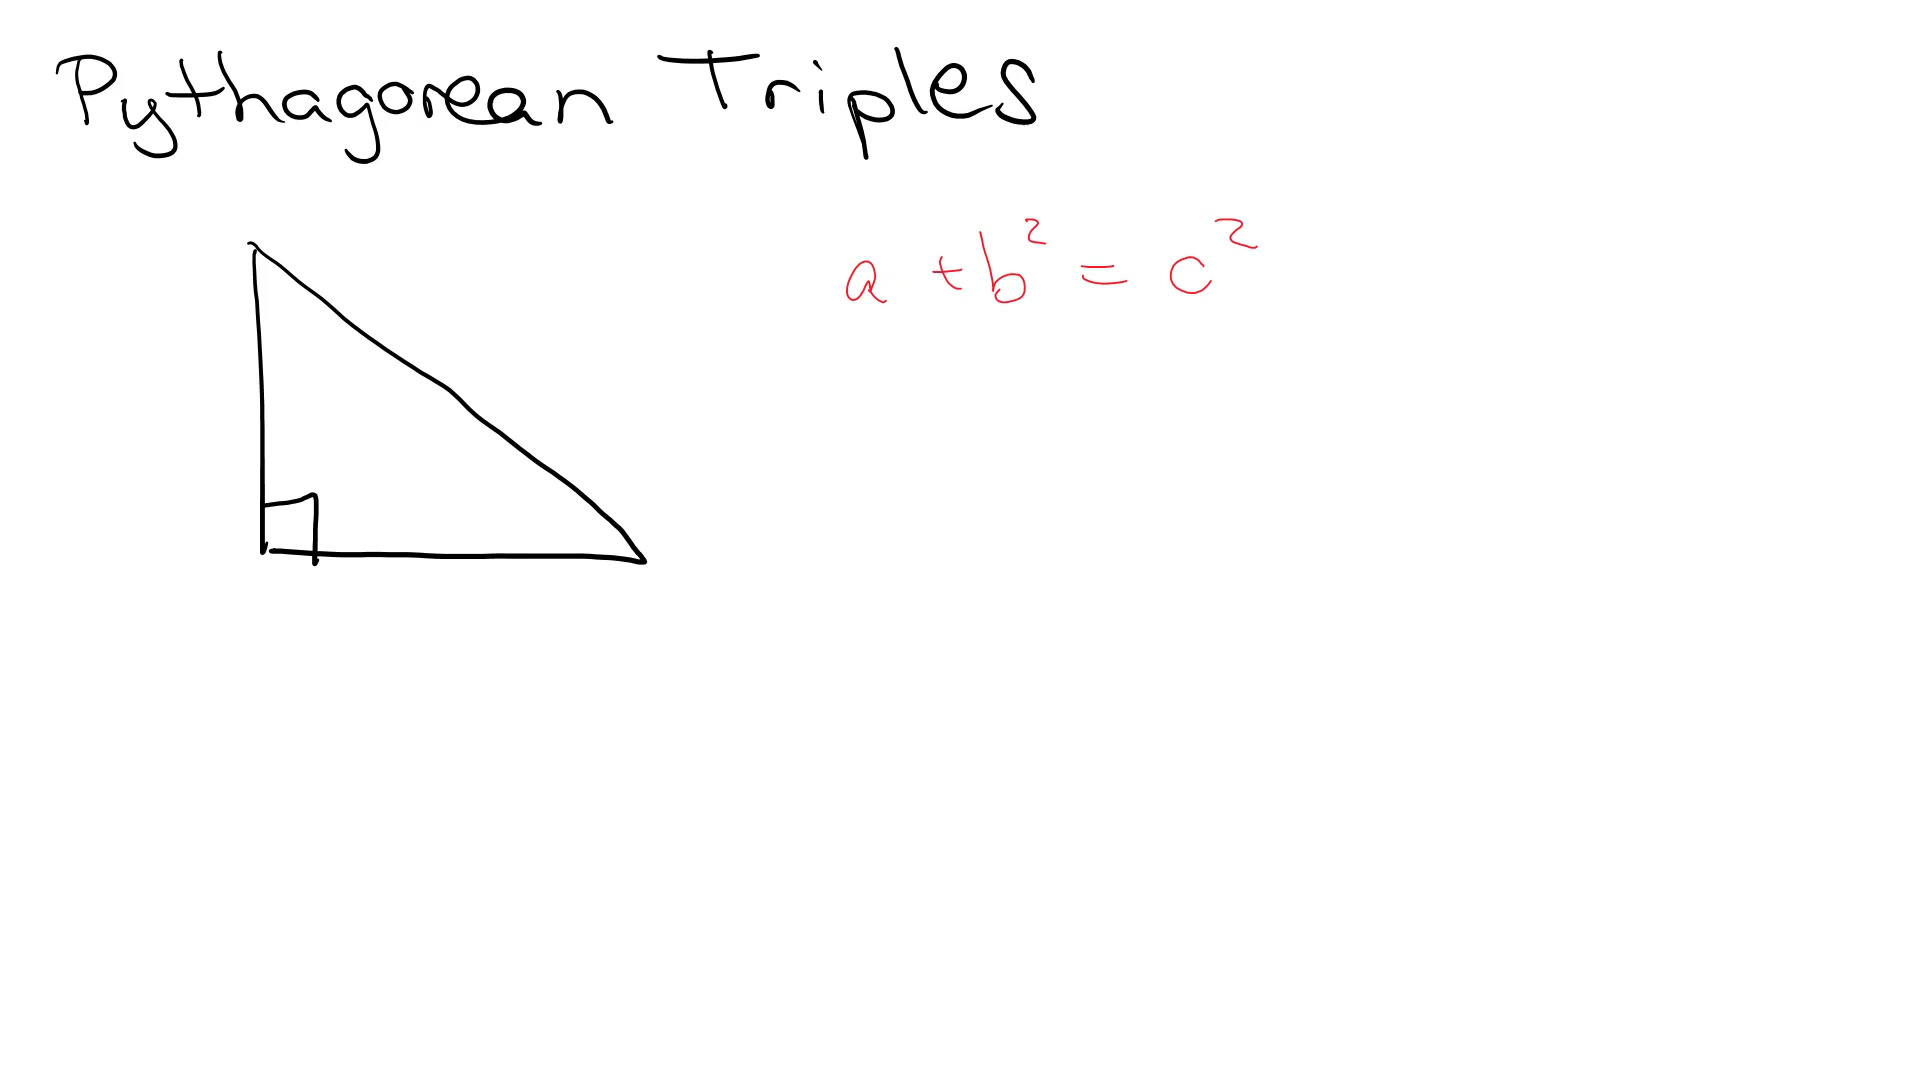 Pythagorean Triples
a + b² = c²